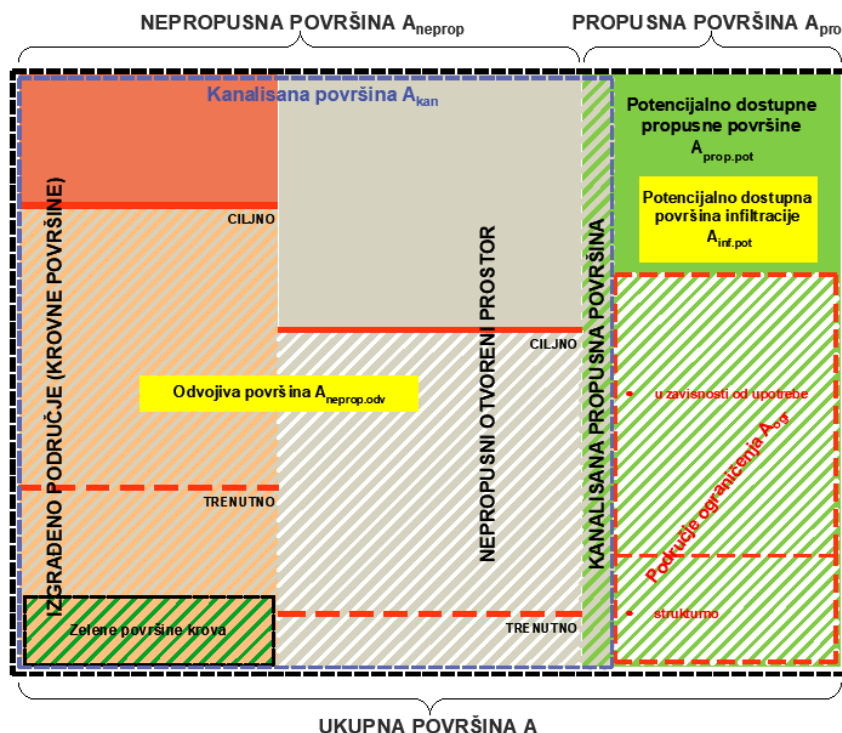 NEPROPUSNA POVRŠINA Aneprop
PROPUSNA POVRŠINA Apro
Kanalisana površina Akan
Potencijalno dostupne
propusne površine
Aprop.pot
Potencijalno dostupna
površina infiltracije
Ainf.pot
IZGRAĐENO PODRUČJE (KROVNE POVRŠINE)
CILJNO
NEPROPUSNI OTVORENI PROSTOR
CILJNO
KANALISANA PROPUSNA POVRŠINA
Odvojiva površina Aneprop.odv
• u zavisnosti od upotrebe
Područje ograničenja Aogr
TRENUTNO
• strukturno
Zelene površine krova
TRENUTNO
UKUPNA POVRŠINA A